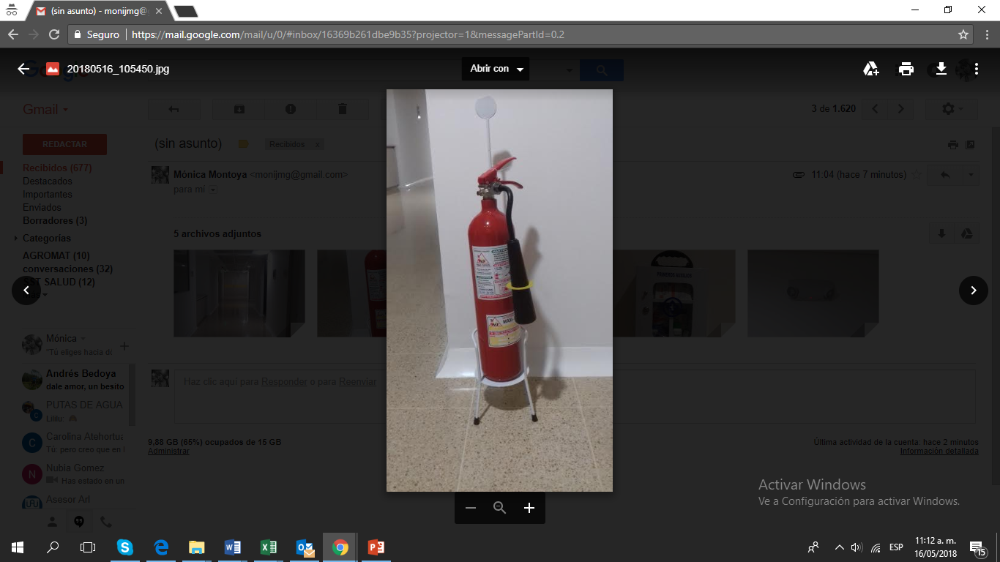 (sin asunto) - monijmg@
Seguro
https://mail.google.com/mail/u/0/#inbox/16369b261dbe9b35?projector=1&messagePartId=0.2
20180516_105450.jpg
Abrir con
Gmail
3 de 1.620
REDACTAR
(sin asunto)
Recibidos x
Recibidos (677)
Destacados
Importantes
Enviados
Borradores (3)
Categorías
AGROMAT (10)
conversaciones (32)
SST SALUD (12)
Mónica Montoya <monijmg@gmail.com>
para mí
11:04 (hace 7 minutos)
5 archivos adjuntos
MAXI
Mónica
"Tú eliges hacia dó
Andrés Bedoya
dale amor, un besito
PUTAS DE AGUA
Lililu:
Carolina Atehortua
Tú: pero creo que en
Nubia Gomez
Has estado en un
Asesor Arl
Haz clic aquí para Responder o para Reenviar
9,88 GB (65%) ocupados de 15 GB
Administrar
Última actividad de la cuenta: hace 2 minutos
Información detallada
Activar Windows
Ve a Configuración para activar Windows.
ESP
11:12 a. m.
16/05/2018
15